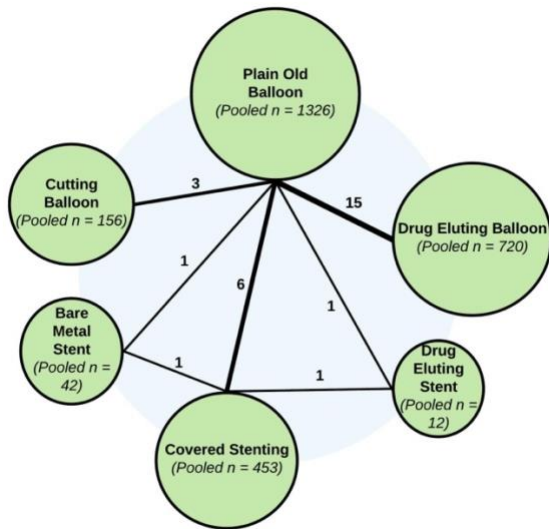 Plain Old
Balloon
(Pooled n = 1326)
Cutting
Balloon
(Pooled n = 156)
3
15
Drug Eluting Balloon
(Pooled n = 720)
1
6
1
Bare
Metal
Stent
(Pooled n =
42)
1
1
Drug
Eluting
Stent
(Pooled n =
12)
Covered Stenting
(Pooled n = 453)